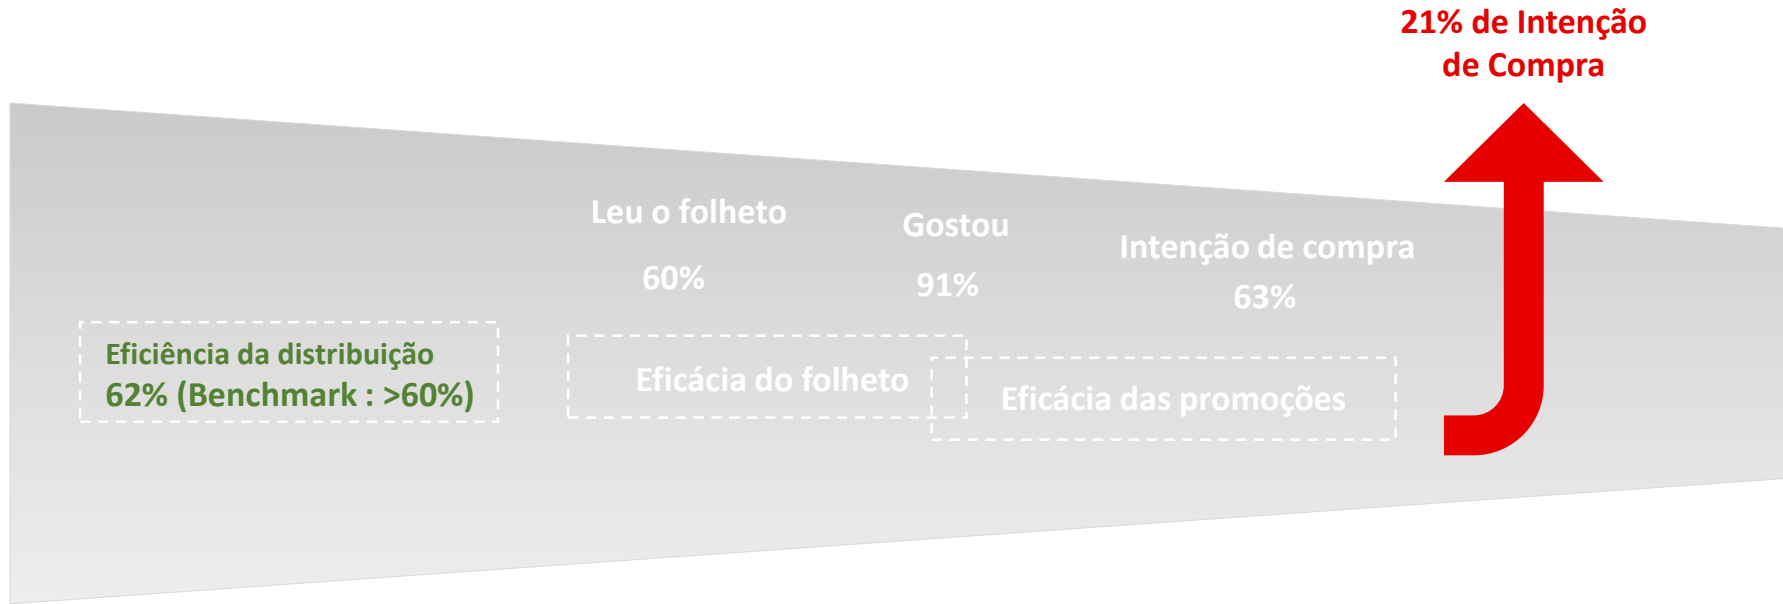 21% de Intenção
de Compra
Leu o folheto
60%
Gostou
91%
Intenção de compra
63%
Eficiência da distribuição
62% (Benchmark : >60%)
Eficácia do folheto
Eficácia das promoções